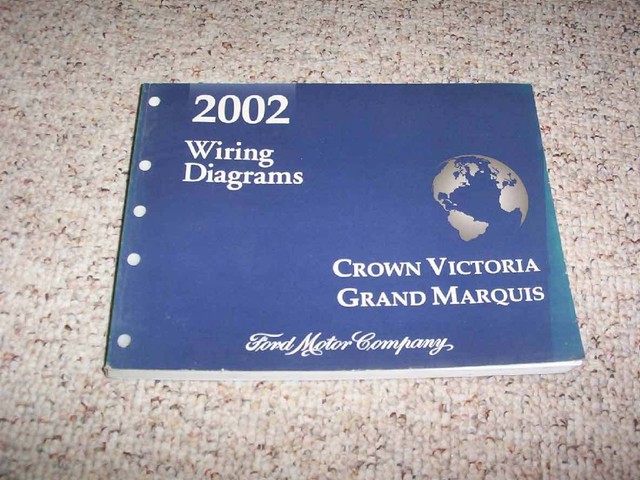 2002
Wiring
Diagrams
CROWN VICTORIA
GRAND MARQUIS
Ford Motor Company